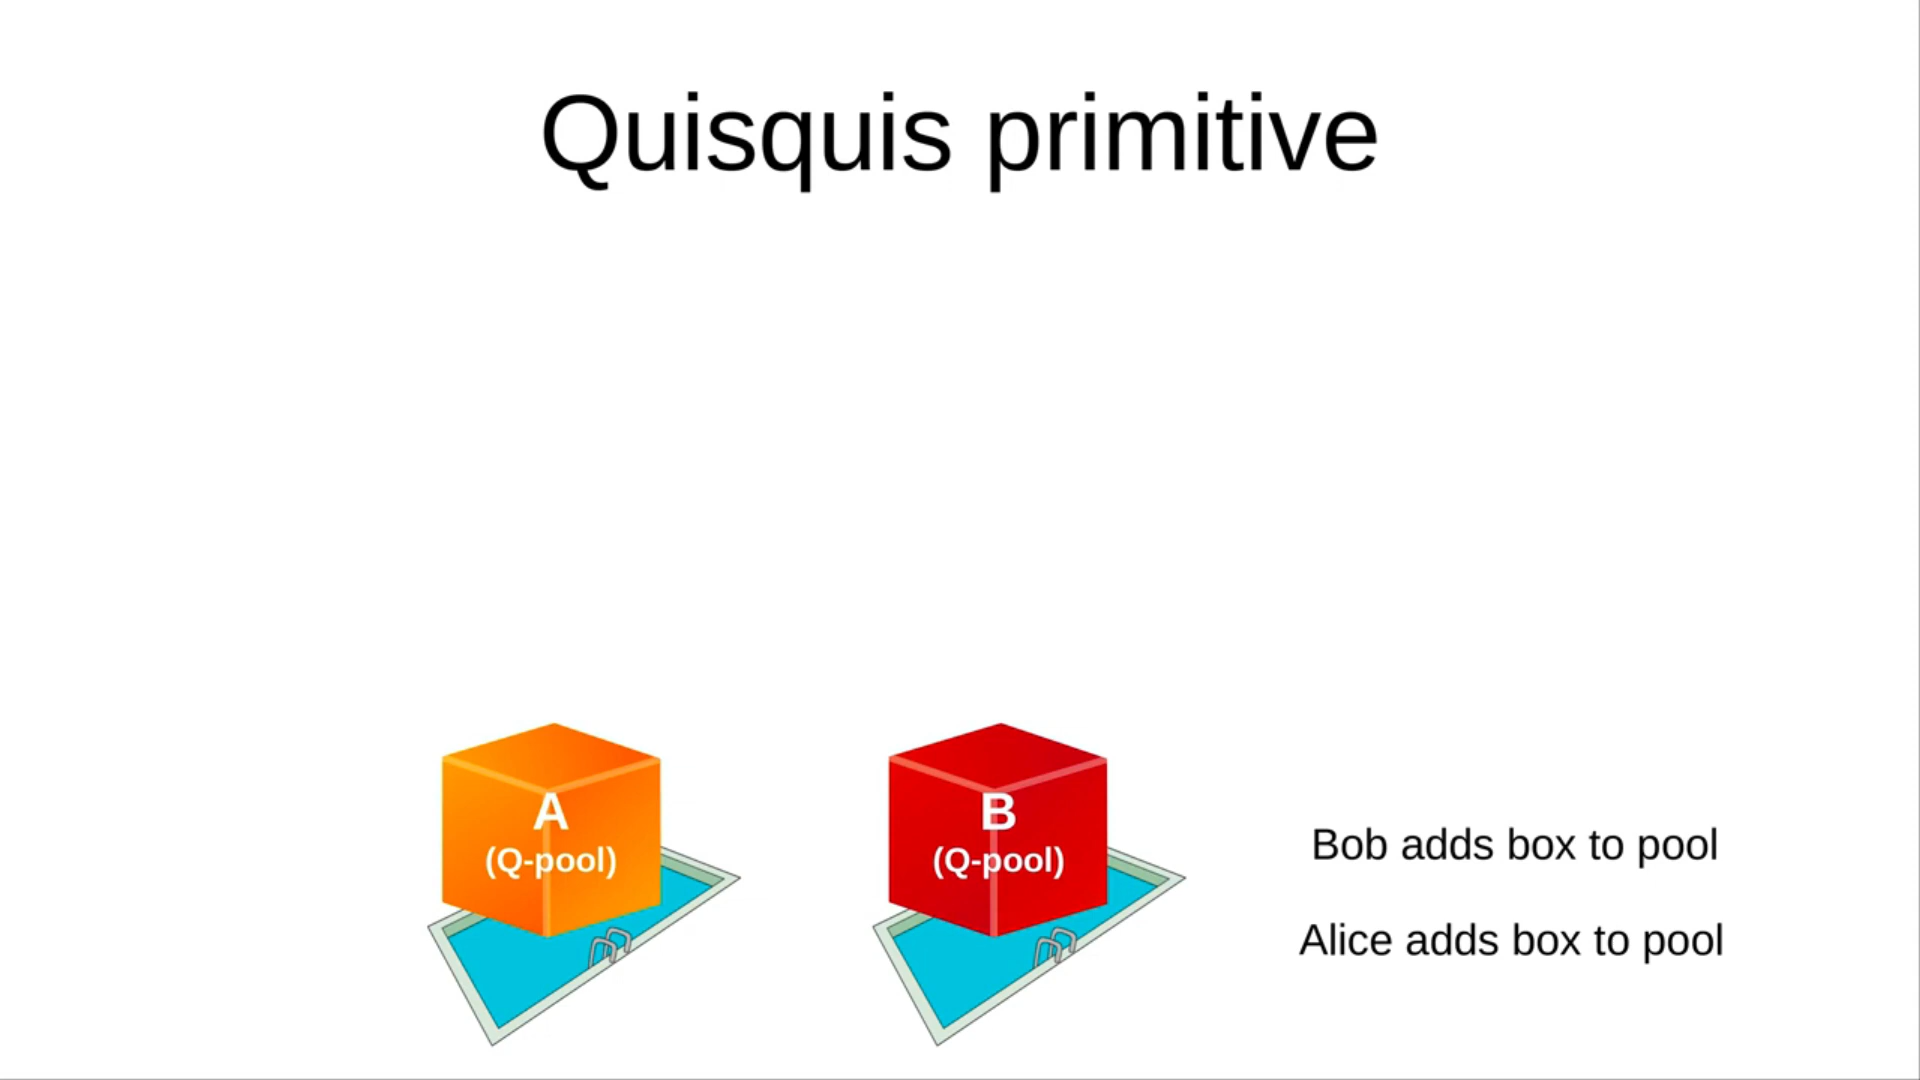 Quisquis primitive
A
(Q-pool)
B
(Q-pool)
Bob adds box to pool
Alice adds box to pool